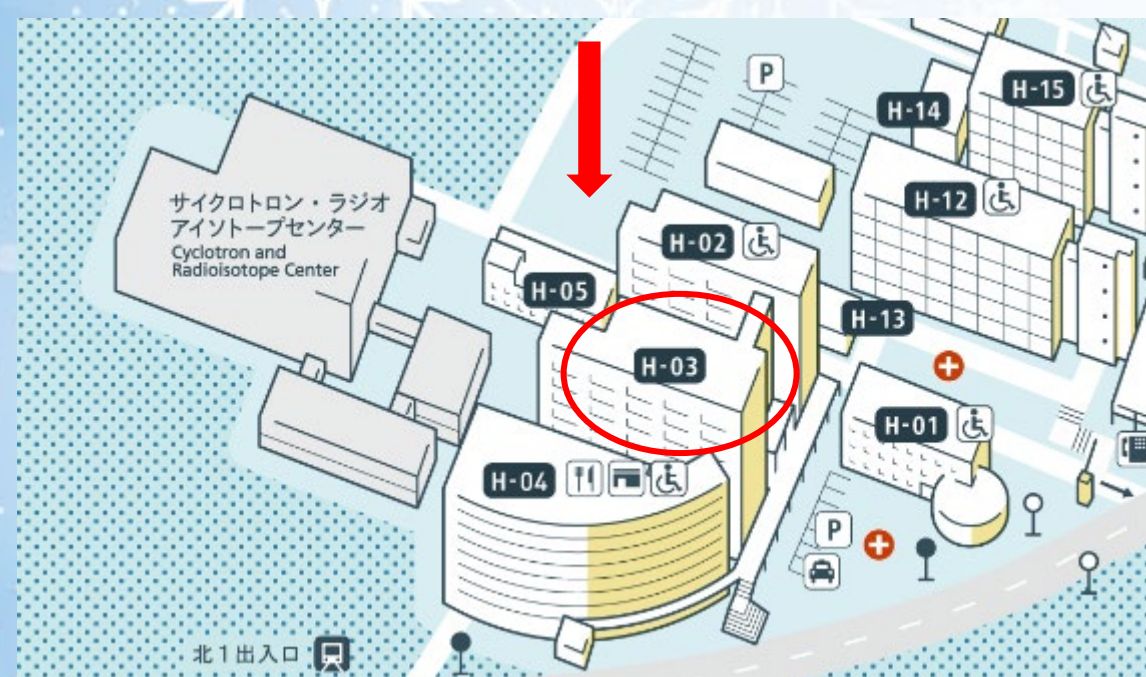 P
H-15
H-14
H-12
サイクロトロン・ラジオ
アイソトープセンター
Cyclotron and
Radioisotope Center
H-02
H-05
H-13
H-03
H-01
H-04
P
北1出入口